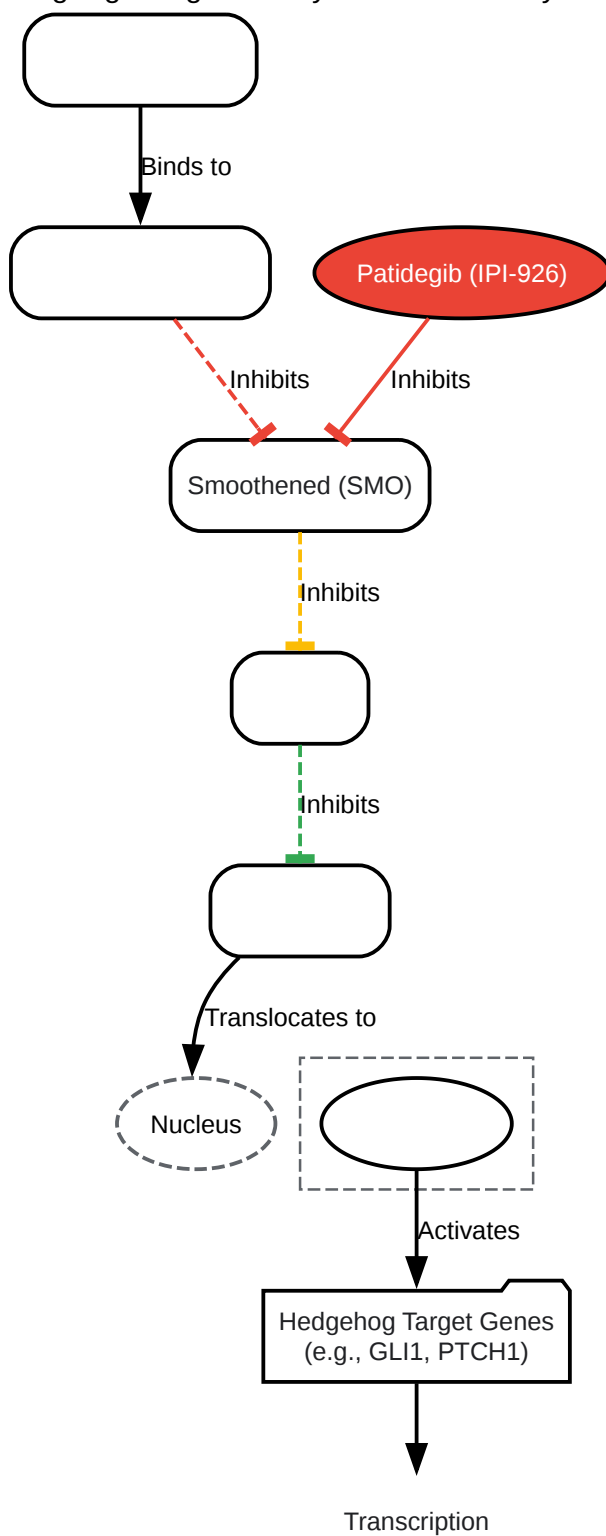 Binds to
Patidegib (IPI-926)
Inhibits
Inhibits
Smoothened (SMO)
Inhibits
Inhibits
Translocates to
Nucleus
Activates
Hedgehog Target Genes
(e.g., GLI1, PTCH1)
Transcription